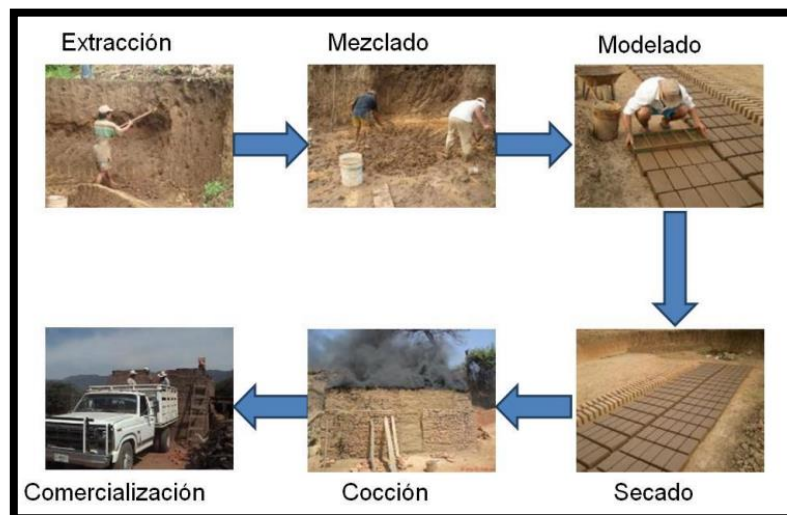 Extracción
Mezclado
Modelado
Secado
Cocción
Comercialización